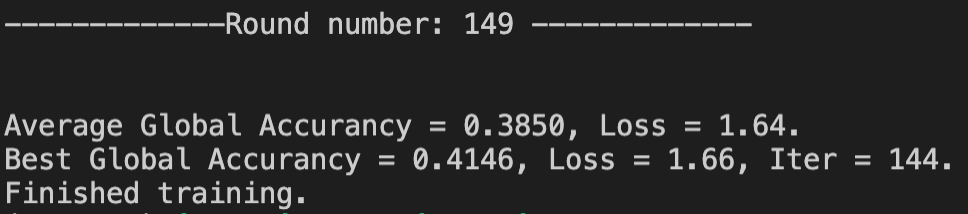 -------------Round number: 149 -------------
Average Global Accurancy = 0.3850, Loss = 1.64.
Best Global Accurancy = 0.4146, Loss = 1.66, Iter = 144.
Finished training.